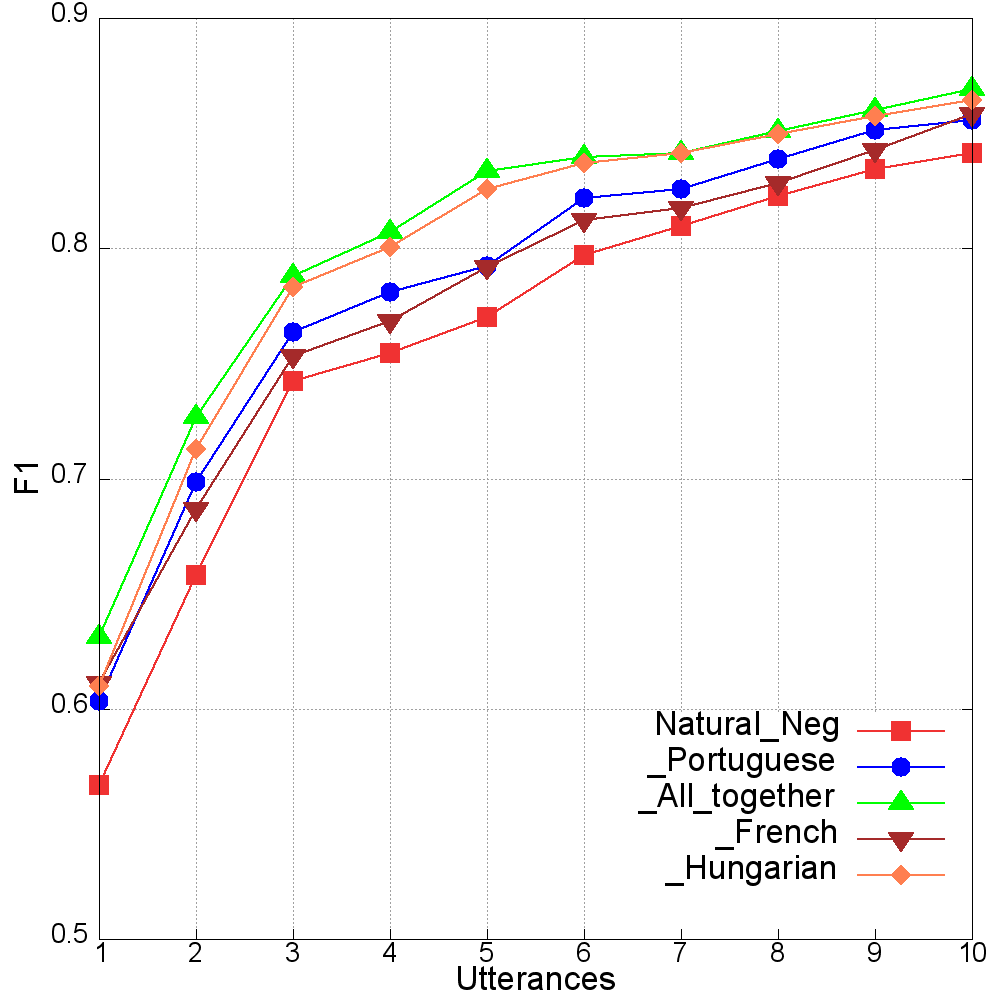 0.9
0.8
0.7
0.6
0.5
F1
1 2 3 4 5 6 7 8 9 10
Utterances
Natural_Neg
_Portuguese
_All_together
_French
_Hungarian